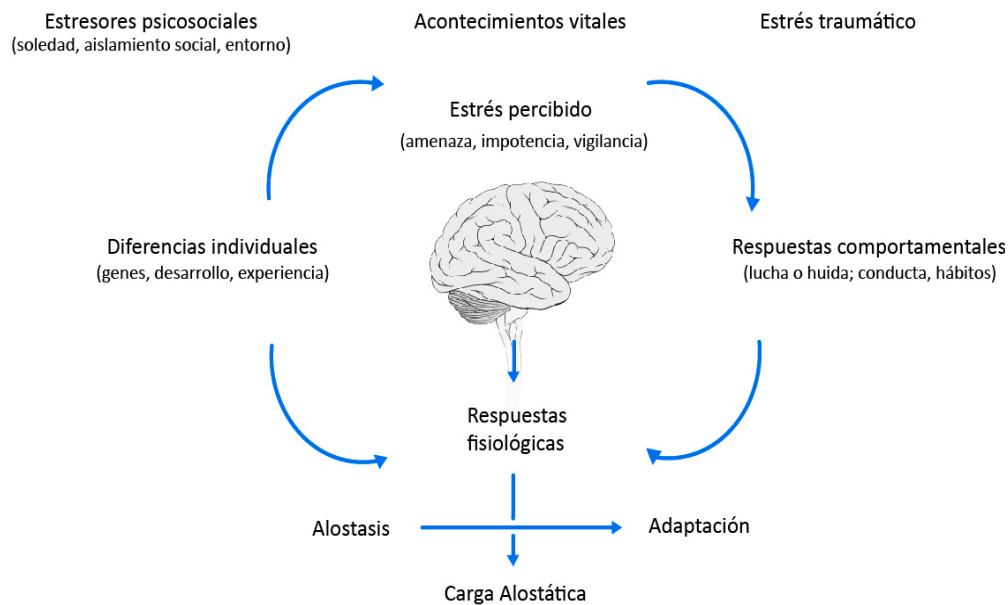 Estresores psicosociales
(soledad, aislamiento social, entorno)
Acontecimientos vitales
Estrés traumático
Estrés percibido
(amenaza, impotencia, vigilancia)
Diferencias individuales
(genes, desarrollo, experiencia)
Respuestas comportamentales
(lucha o huida; conducta, hábitos)
Respuestas
fisiológicas
Alostasis
Adaptación
Carga Alostática